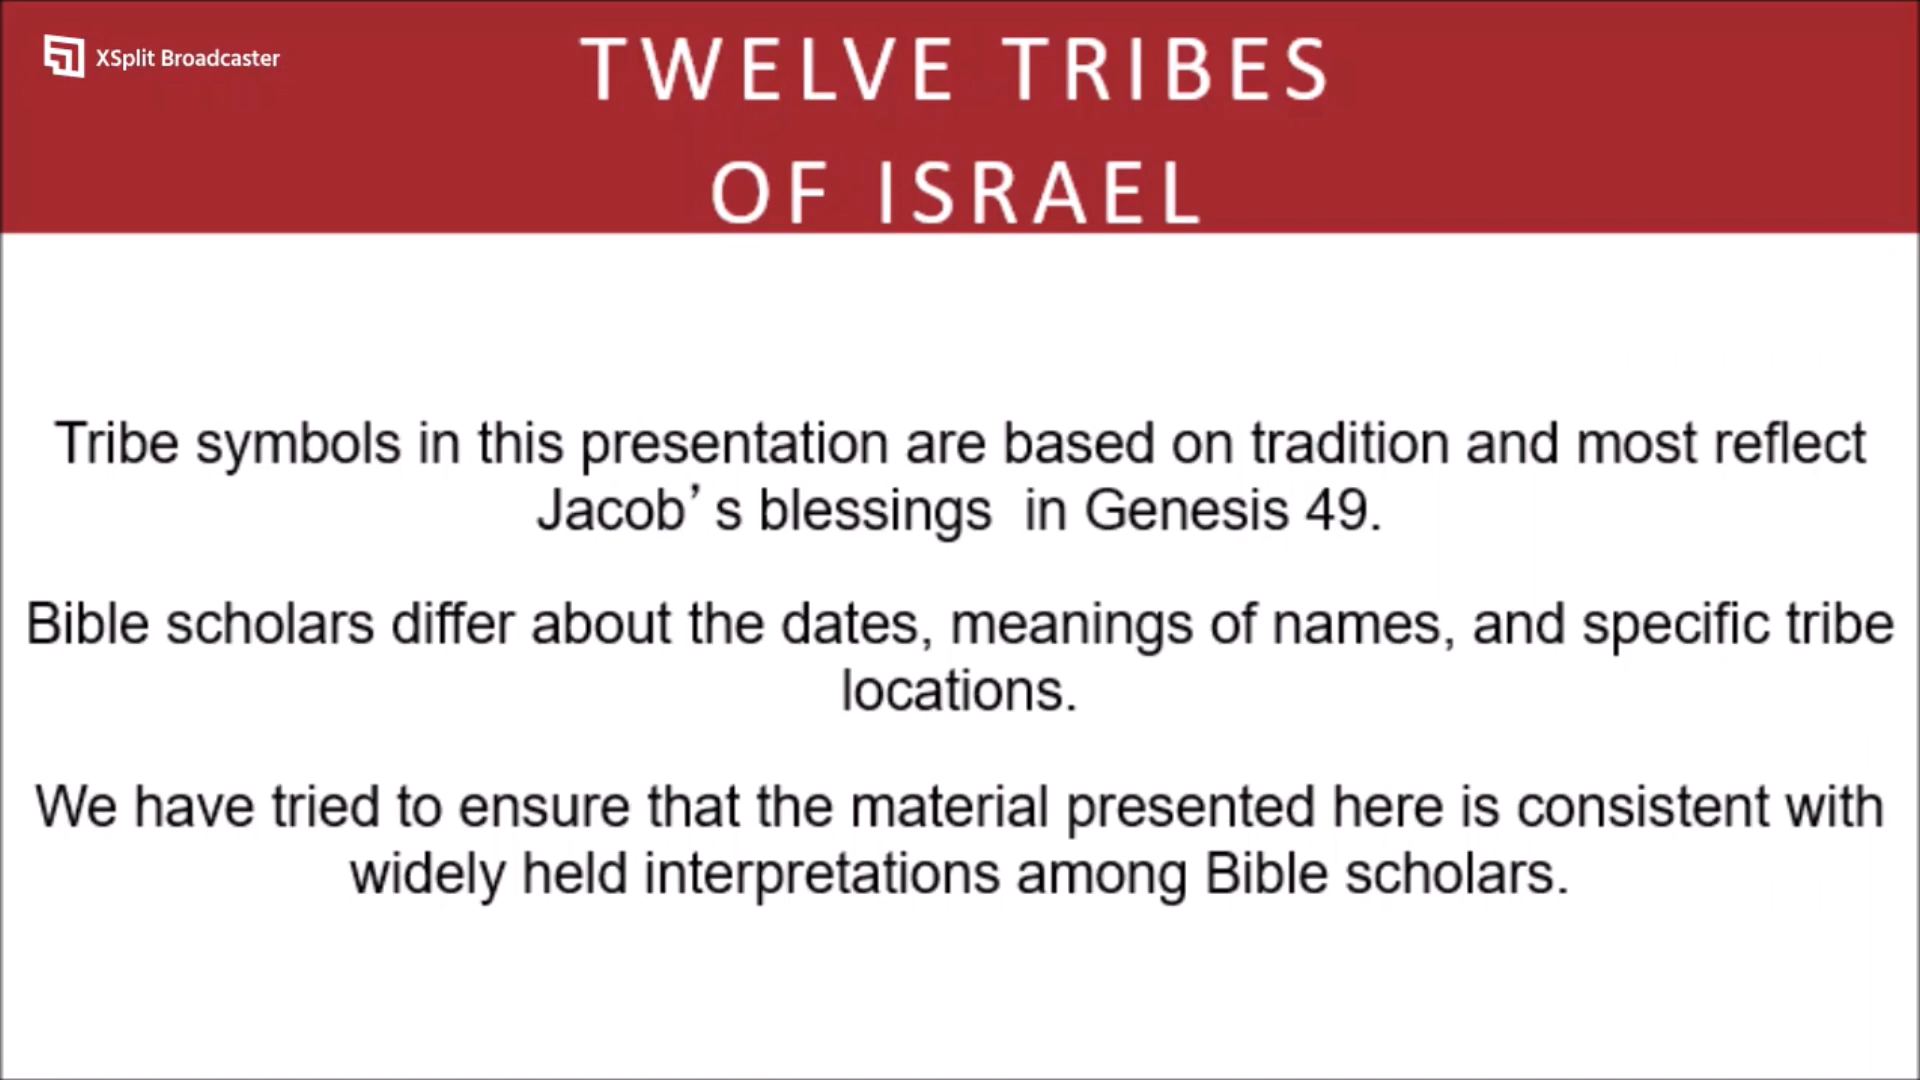 XSplit Broadcaster
TWELVE TRIBES
OF ISRAEL
Tribe symbols in this presentation are based on tradition and most reflect
Jacob’s blessings  in Genesis 49.
Bible scholars differ about the dates, meanings of names, and specific tribe
locations.
We have tried to ensure that the material presented here is consistent with
widely held interpretations among Bible scholars.